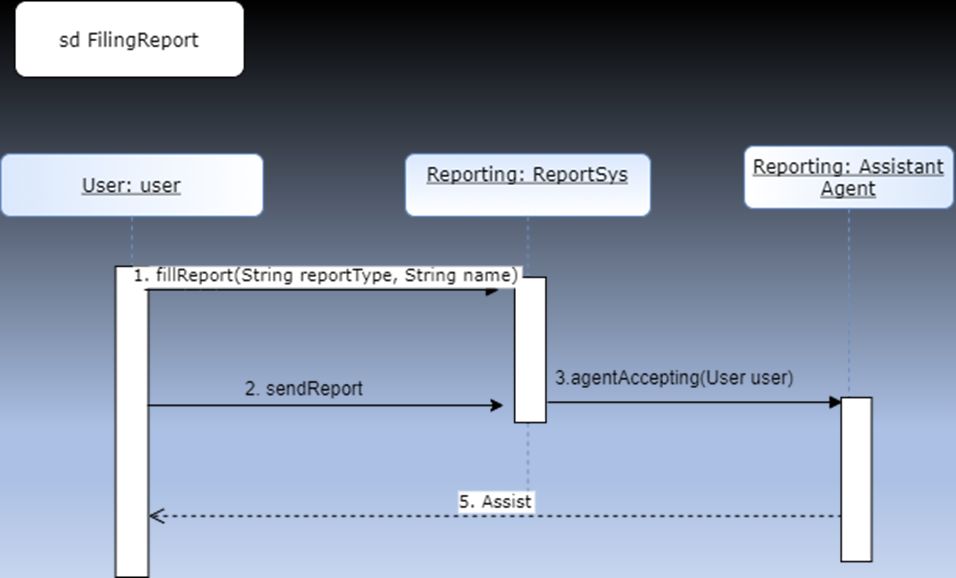 sd FilingReport
User: user
Reporting: ReportSys
Reporting: Assistant
Agent
1. fillReport(String reportType, String name)
2. sendReport
3.agentAccepting(User user)
5. Assist